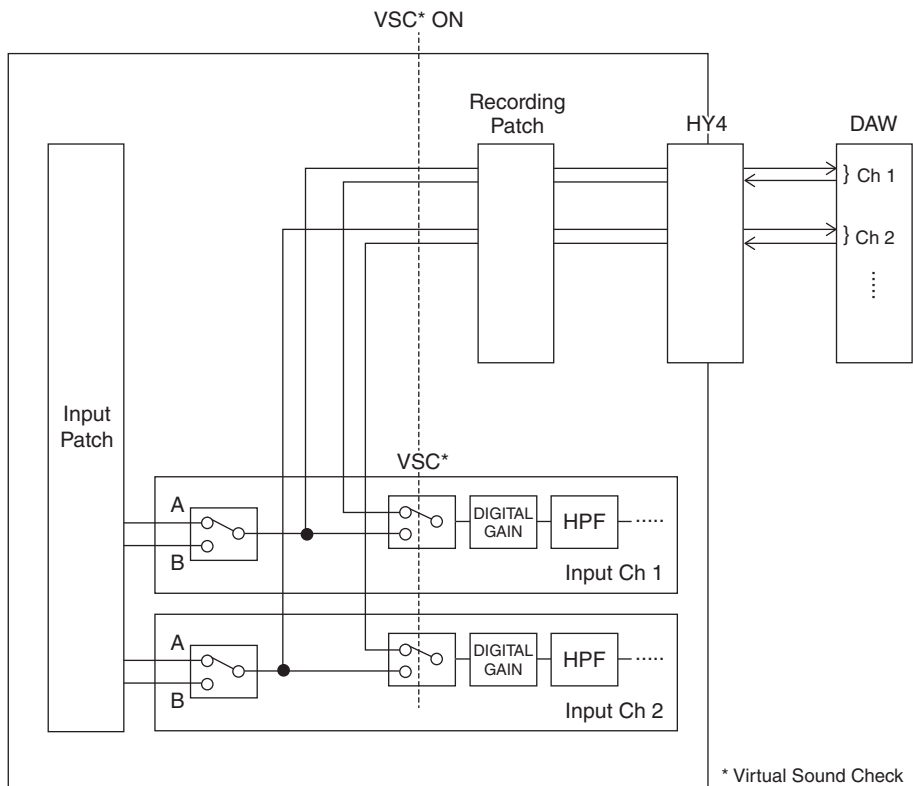 VSC* ON
Recording
Patch
HY4
DAW
} Ch 1
} Ch 2
Input
Patch
VSC*
A
B
DIGITAL
GAIN
HPF
Input Ch 1
A
B
DIGITAL
GAIN
HPF
Input Ch 2
* Virtual Sound Check